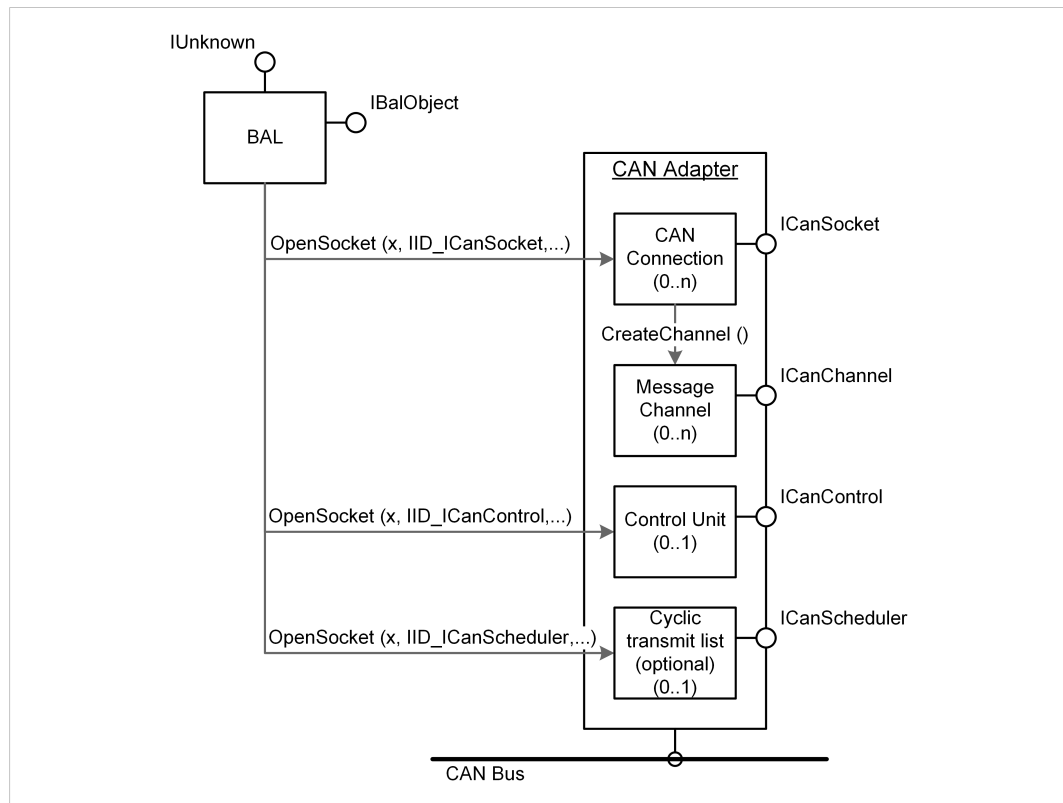 IUnknown
IBalObject
BAL
CAN Adapter
ICanSocket
OpenSocket (x, IID_ICanSocket,...)
CAN
Connection
(0..n)
CreateChannel ()
ICanChannel
Message
Channel
(0..n)
ICanControl
OpenSocket (x, IID_ICanControl,...)
Control Unit
(0..1)
ICanScheduler
OpenSocket (x, IID_ICanScheduler,...)
Cyclic
transmit list
(optional)
(0..1)
CAN Bus